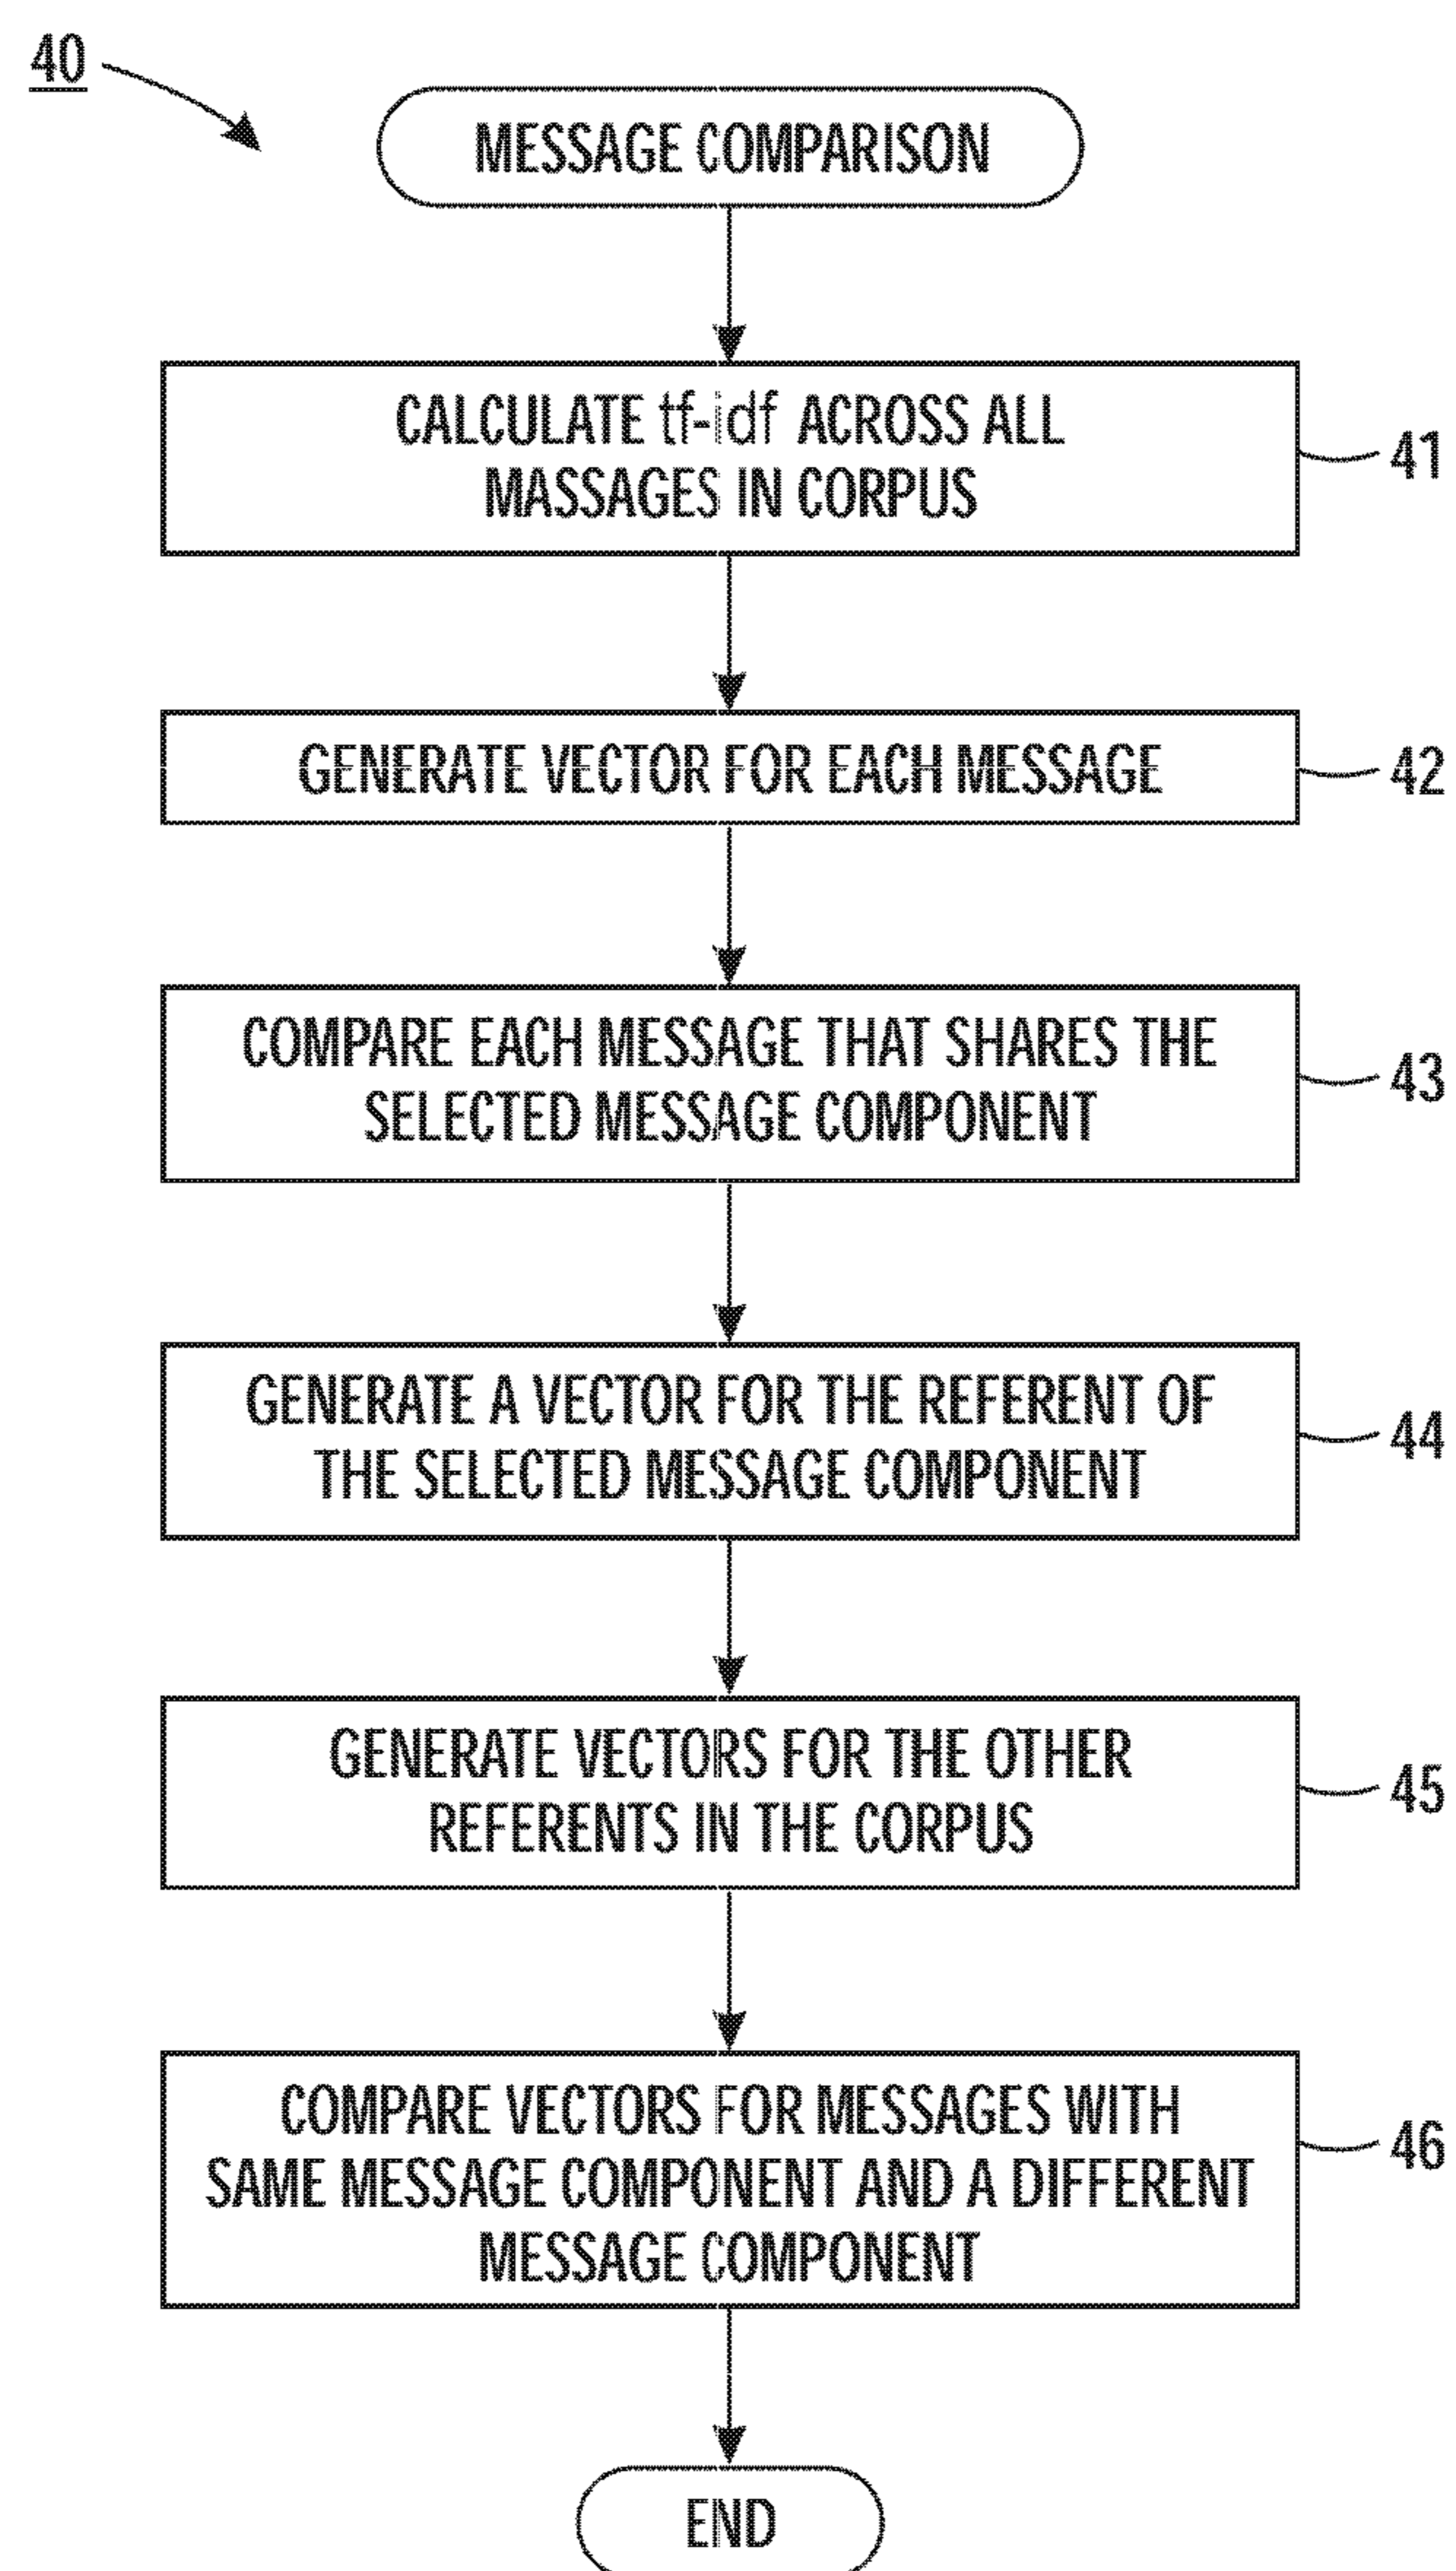 40
MESSAGE COMPARISON
CALCULATE tf-idf ACROSS ALL
MASSAGES IN CORPUS
41
GENERATE VECTOR FOR EACH MESSAGE
42
COMPARE EACH MESSAGE THAT SHARES THE
SELECTED MESSAGE COMPONENT
43
GENERATE A VECTOR FOR THE REFERENT OF
THE SELECTED MESSAGE COMPONENT
44
GENERATE VECTORS FOR THE OTHER
REFERENTS IN THE CORPUS
45
COMPARE VECTORS FOR MESSAGES WITH
SAME MESSAGE COMPONENT AND A DIFFERENT
MESSAGE COMPONENT
46
END